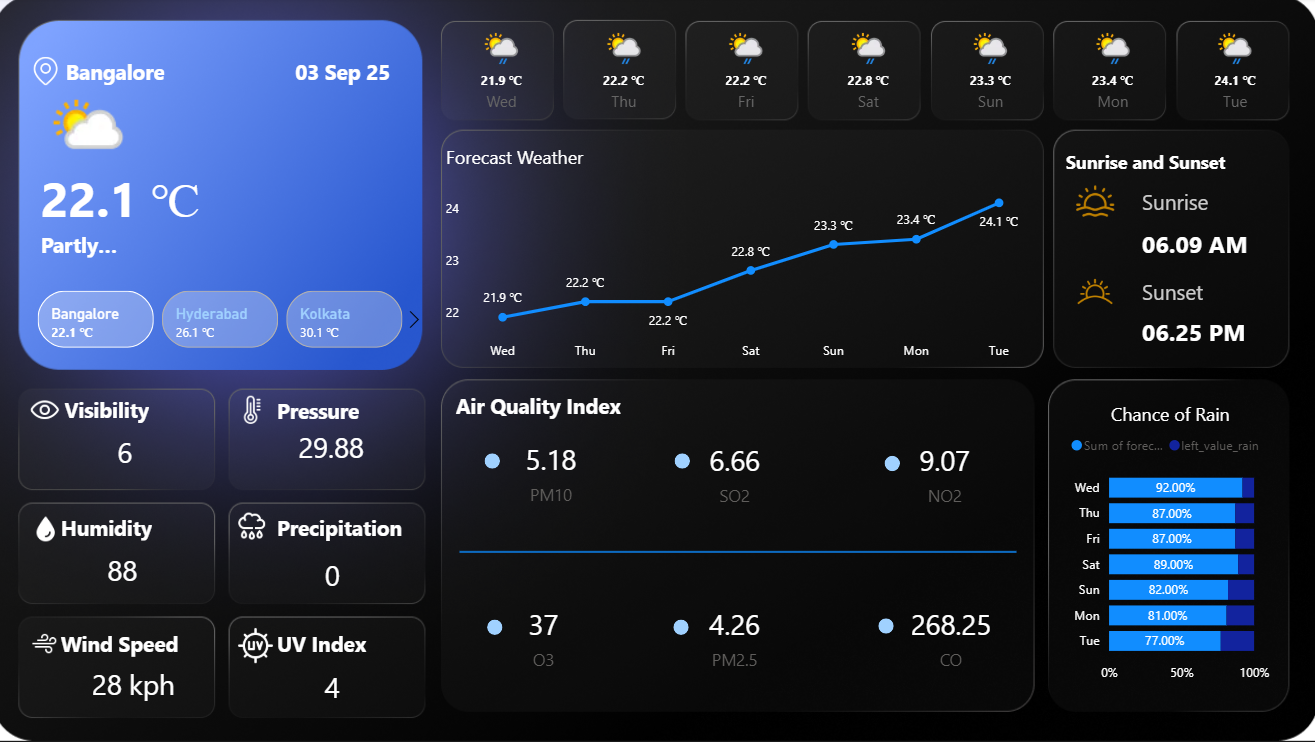 Bangalore
03 Sep 25
22.1 °C
Partly...
Bangalore
22.1 °C
Hyderabad
26.1 °C
Kolkata
30.1 °C
21.9 °C
Wed
22.2 °C
Thu
22.2 °C
Fri
22.8 °C
Sat
23.3 °C
Sun
23.4 °C
Mon
24.1 °C
Tue
Forecast Weather
24
23
22
21.9 °C
22.2 °C
22.2 °C
22.8 °C
23.3 °C
23.4 °C
24.1 °C
Wed Thu Fri Sat Sun Mon Tue
Sunrise and Sunset
Sunrise
06.09 AM
Sunset
06.25 PM
Visibility
6
Pressure
29.88
Humidity
88
Precipitation
0
Wind Speed
28 kph
UV
UV Index
4
Air Quality Index
5.18
PM10
6.66
SO2
9.07
NO2
37
O3
4.26
PM2.5
268.25
CO
Chance of Rain
Sum of forec... left_value_rain
Wed 92.00%
Thu 87.00%
Fri 87.00%
Sat 89.00%
Sun 82.00%
Mon 81.00%
Tue 77.00%
0% 50% 100%